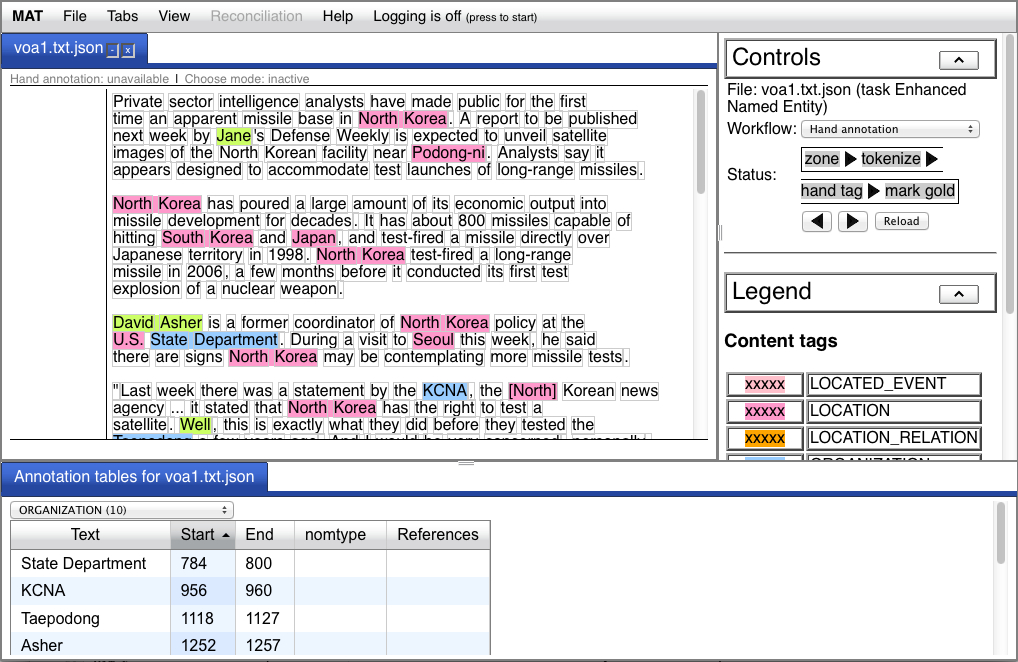 MAT File Tabs View Reconciliation Help Logging is off (press to start)
voa1.txt.json - x
Hand annotation: unavailable I Choose mode: inactive
Private sector intelligence analysts have made public for the first
time an apparent missile base in North Korea. A report to be published
next week by Jane's Defense Weekly is expected to unveil satellite
images of the North Korean facility near Podong-ni. Analysts say it
appears designed to accommodate test launches of long-range missiles.
North Korea has poured a large amount of its economic output into
missile development for decades. It has about 800 missiles capable of
hitting South Korea and Japan, and test-fired a missile directly over
Japanese territory in 1998. North Korea test-fired a long-range
missile in 2006, a few months before it conducted its first test
explosion of a nuclear weapon.
David Asher is a former coordinator of North Korea policy at the
U.S. State Department. During a visit to Seoul this week, he said
there are signs North Korea may be contemplating more missile tests.
"Last week there was a statement by the KCNA, the [North] Korean news
agency ... it stated that North Korea has the right to test a
satellite. Well, this is exactly what they did before they tested the
Controls
File: voa1.txt.json (task Enhanced
Named Entity)
Workflow: Hand annotation
Status:
zone tokenize
hand tag mark gold
Reload
Legend
Content tags
xxxxx LOCATED_EVENT
xxxxx LOCATION
xxxxx LOCATION_RELATION
Annotation tables for voa1.txt.json
ORGANIZATION (10)
Text Start End nomtype References
State Department 784 800
KCNA 956 960
Taepodong 1118 1127
Asher 1252 1257